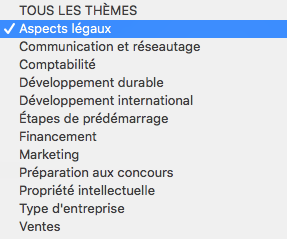 TOUS LES THÈMES
✓ Aspects légaux
Communication et réseautage
Comptabilité
Développement durable
Développement international
Étapes de prédémarrage
Financement
Marketing
Préparation aux concours
Propriété intellectuelle
Type d'entreprise
Ventes